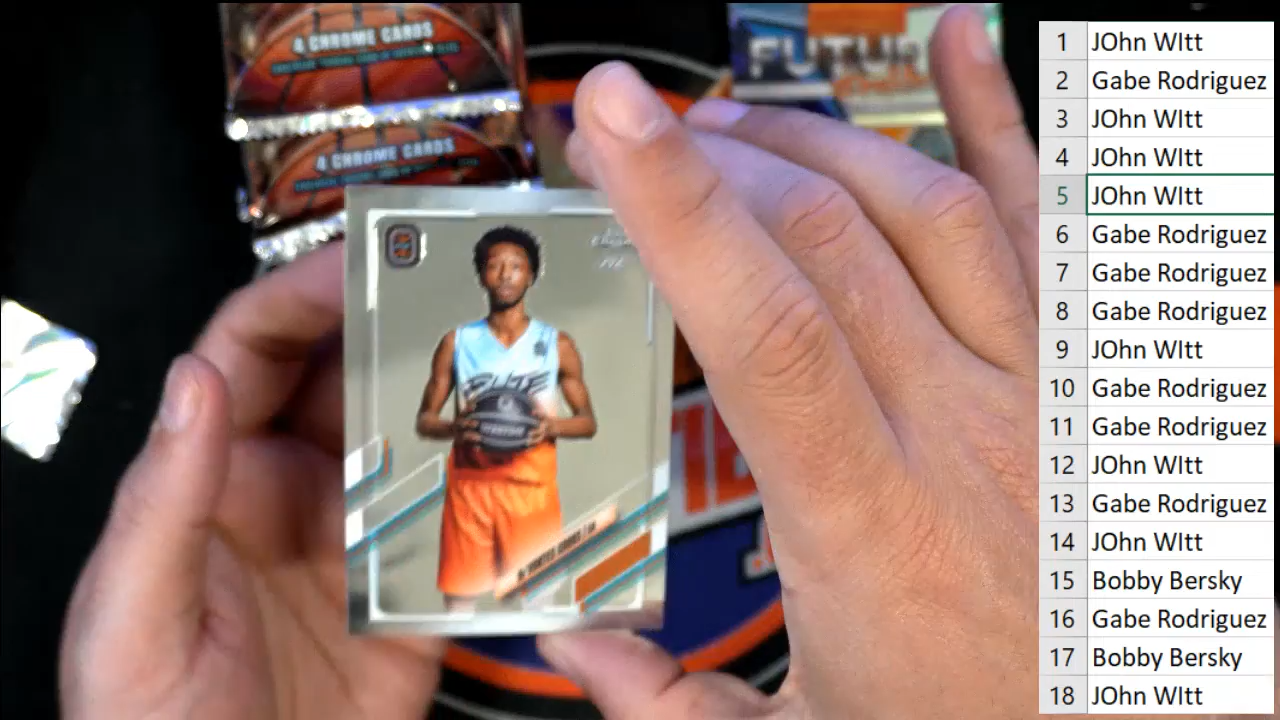 4 CHROME CARDS
4 CHROME CARDS
FUTUR
1 JOhn WItt
2 Gabe Rodriguez
3 JOhn WItt
4 JOhn WItt
5 JOhn WItt
6 Gabe Rodriguez
7 Gabe Rodriguez
8 Gabe Rodriguez
9 JOhn WItt
10 Gabe Rodriguez
11 Gabe Rodriguez
12 JOhn WItt
13 Gabe Rodriguez
14 JOhn WItt
15 Bobby Bersky
16 Gabe Rodriguez
17 Bobby Bersky
18 JOhn WItt